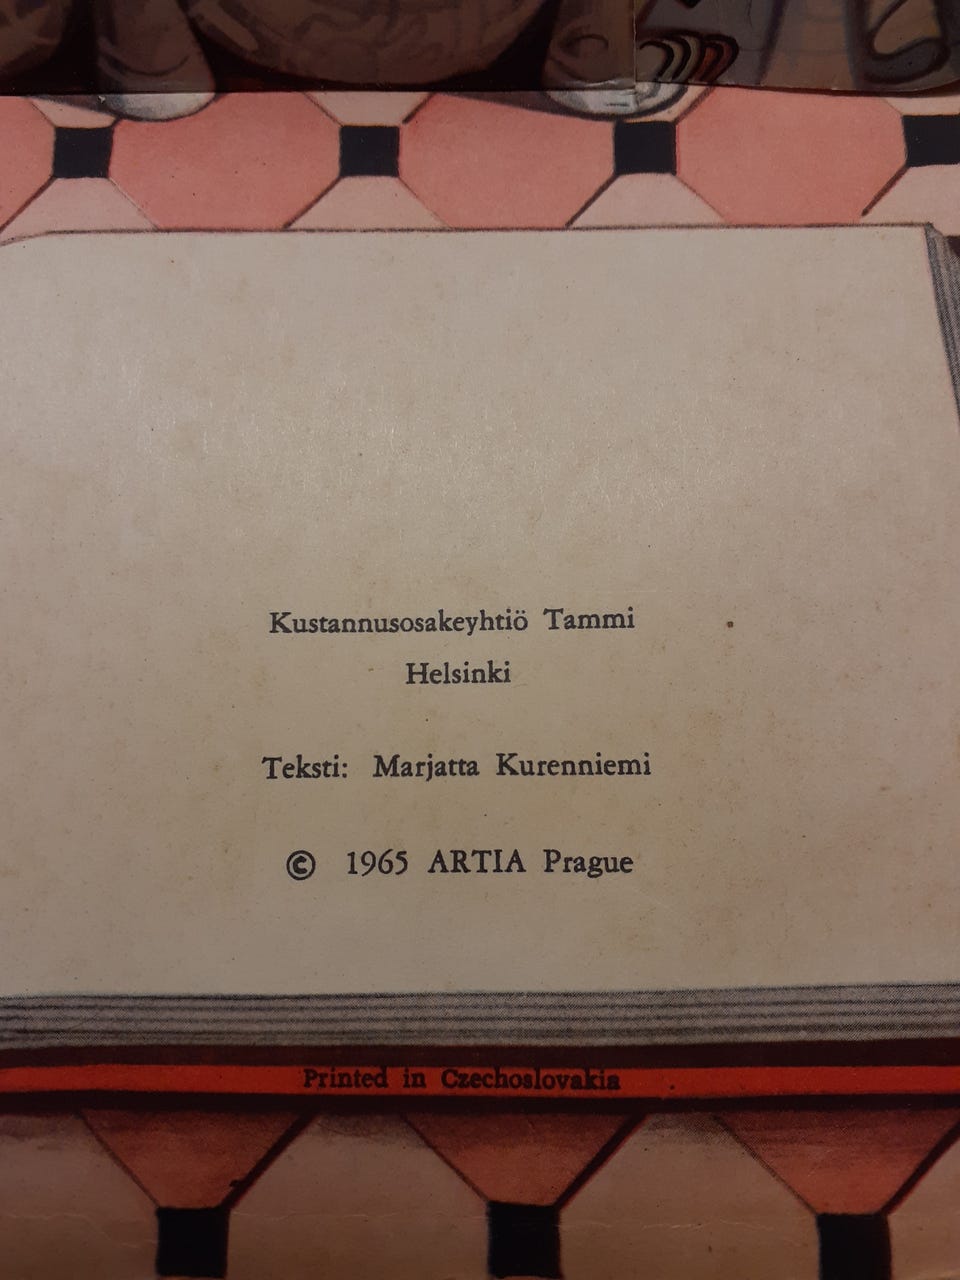 Kustannusosakeyhtiö Tammi
Helsinki
Teksti: Marjatta Kurenniemi
© 1965 ARTIA Prague
Printed in Czechoslovakia